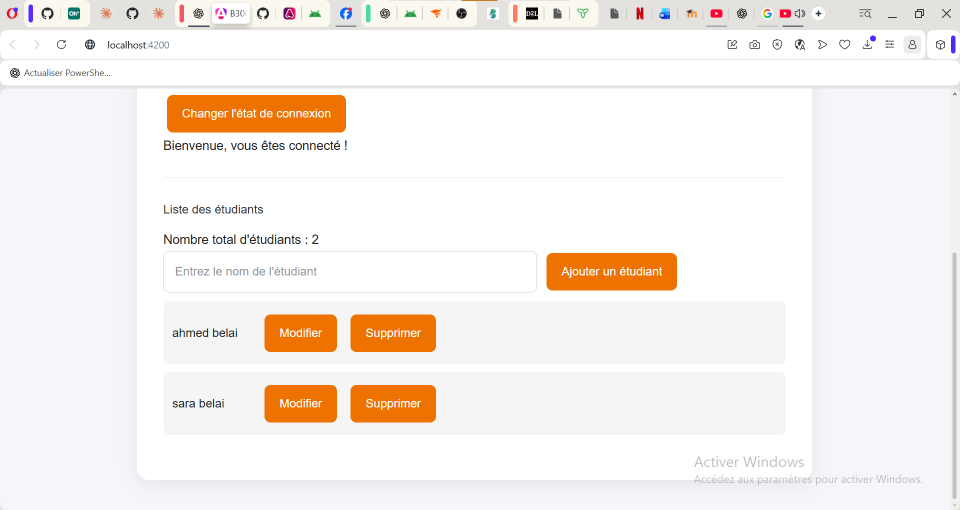 Oh*
B30
D2L
N
localhost:4200
Actualiser PowerShe...
Changer l'état de connexion
Bienvenue, vous êtes connecté !
Liste des étudiants
Nombre total d'étudiants : 2
Entrez le nom de l'étudiant
Ajouter un étudiant
ahmed belai
Modifier
Supprimer
sara belai
Modifier
Supprimer
Activer Windows
Accédez aux paramètres pour activer Windows.